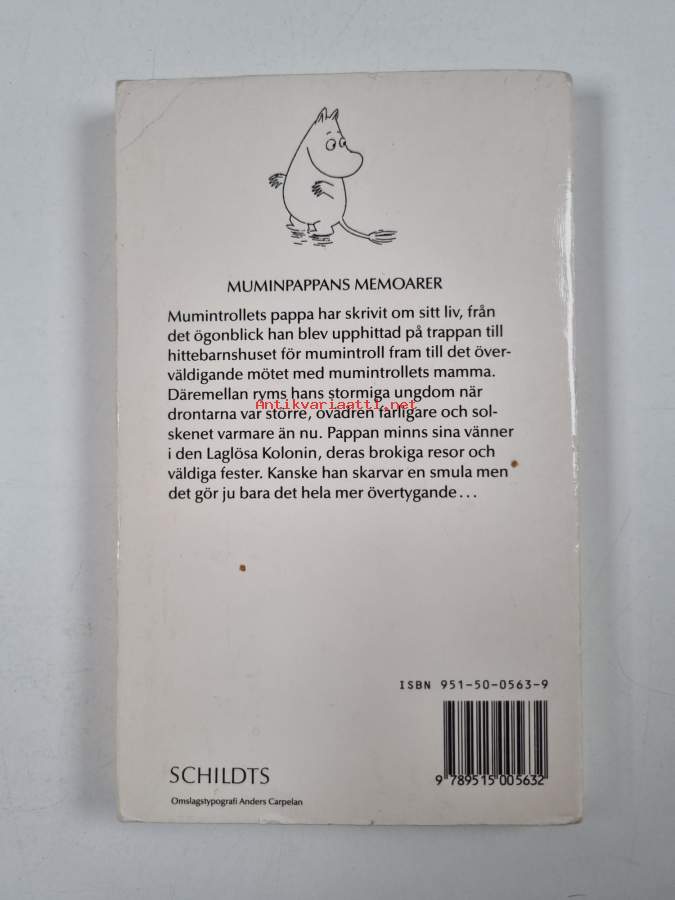 MUMINPAPPANS MEMOARER
Mumintrollets pappa har skrivit om sitt liv, från
det ögonblick han blev upphittad på trappan till
hittebarnshuset för mumintroll fram till det över-
väldigande mötet med mumintrollets mamma.
Däremellan ryms hans stormiga ungdom när
Antikvariaatti.net
drontarna var större, ovädren farligare och sol-
skenet varmare än nu. Pappan minns sina vänner
i den Laglösa Kolonin, deras brokiga resor och
väldiga fester. Kanske han skarvar en smula men
det gör ju bara det hela mer övertygande...
ISBN 951-50-0563-9
9 789515 005632
SCHILDTS
Omslagstypografi Anders Carpelan